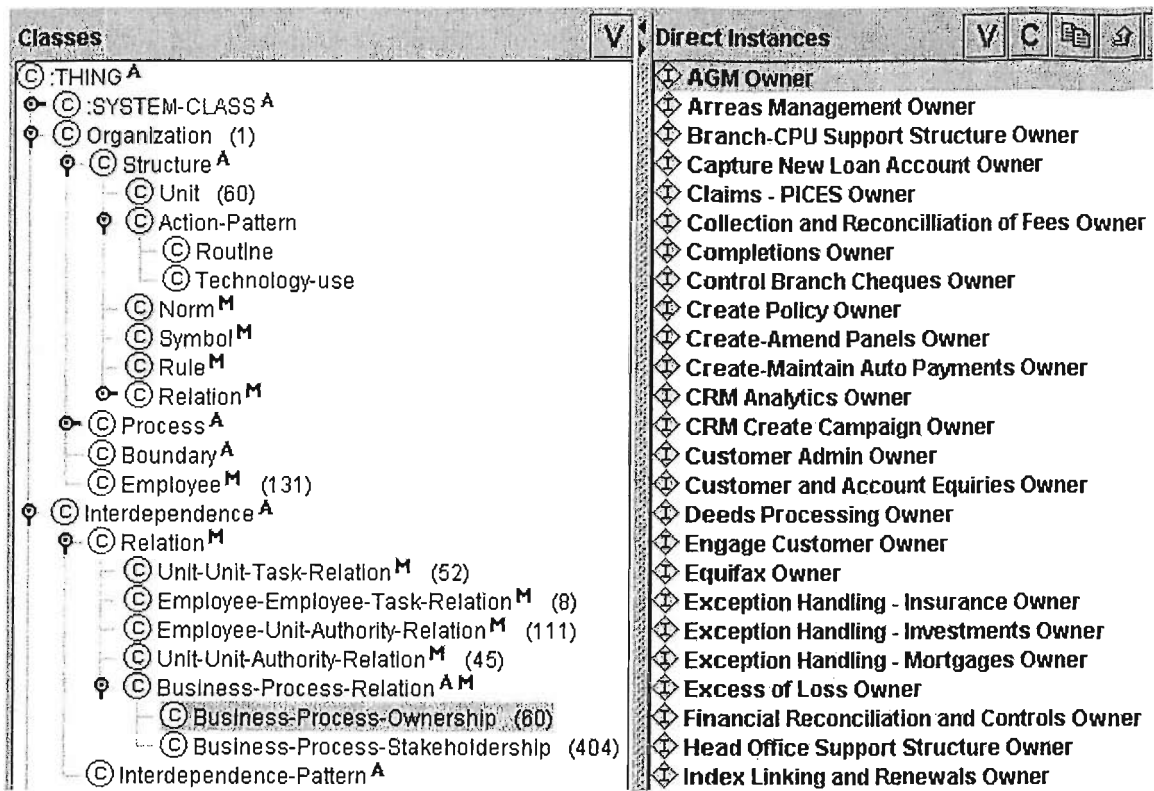 Classes
V
:THING A
:SYSTEM-CLASS A
Organization (1)
Structure A
Unit (60)
Action-Pattern
Routine
Technology-use
Norm M
Symbol M
Rule M
Relation M
Process A
Boundary A
Employee M (131)
Interdependence A
Relation M
Unit-Unit-Task-Relation M (52)
Employee-Employee-Task-Relation M (8)
Employee-Unit-Authority-Relation M (111)
Unit-Unit-Authority-Relation M (45)
Business-Process-Relation A M
Business-Process-Ownership (60)
Business-Process-Stakeholdership (404)
Interdependence-Pattern A
Direct Instances
V C
AGM Owner
Arreas Management Owner
Branch-CPU Support Structure Owner
Capture New Loan Account Owner
Claims - PICES Owner
Collection and Reconcilliation of Fees Owner
Completions Owner
Control Branch Cheques Owner
Create Policy Owner
Create-Amend Panels Owner
Create-Maintain Auto Payments Owner
CRM Analytics Owner
CRM Create Campaign Owner
Customer Admin Owner
Customer and Account Equiries Owner
Deeds Processing Owner
Engage Customer Owner
Equifax Owner
Exception Handling - Insurance Owner
Exception Handling - Investments Owner
Exception Handling - Mortgages Owner
Excess of Loss Owner
Financial Reconciliation and Controls Owner
Head Office Support Structure Owner
Index Linking and Renewals Owner